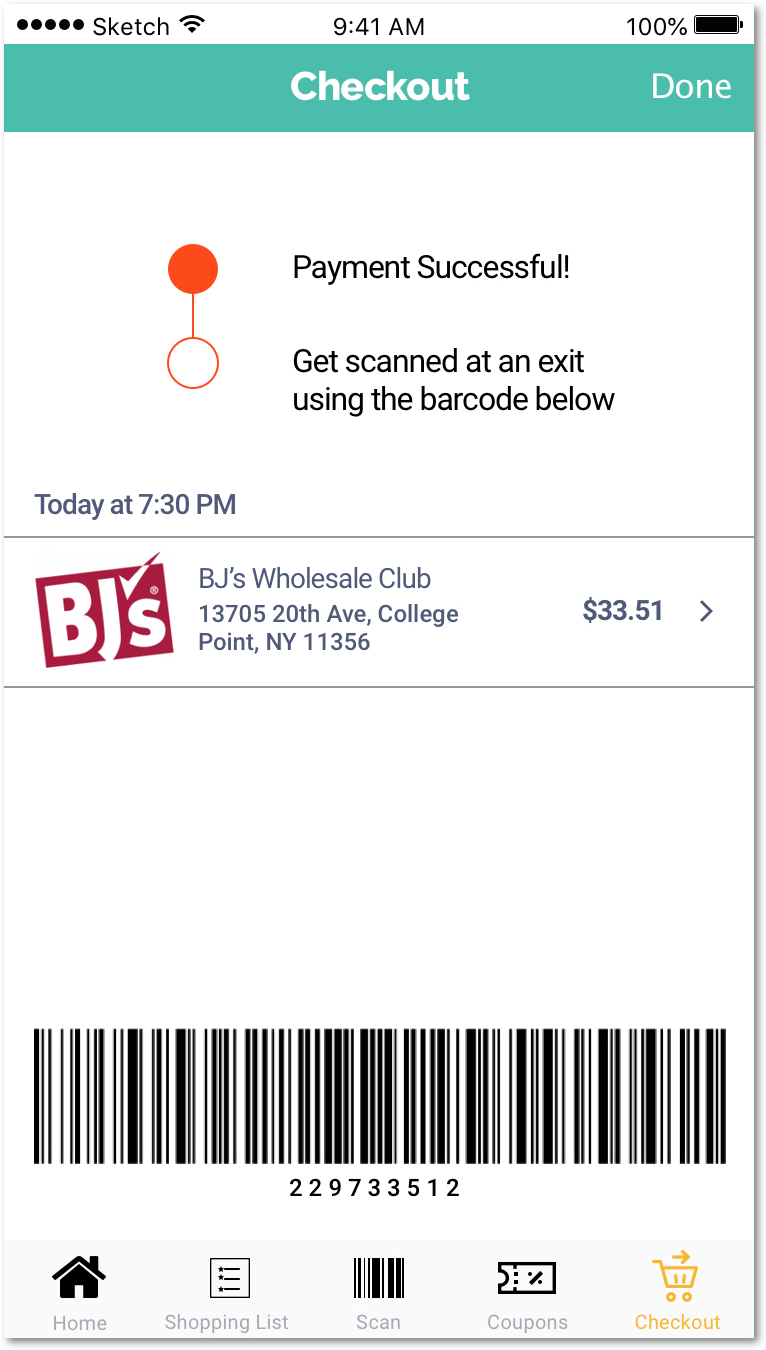 Sketch 9:41 AM 100%
Checkout Done
Payment Successful!
Get scanned at an exit
using the barcode below
Today at 7:30 PM
BJ's®
BJ’s Wholesale Club
13705 20th Ave, College
Point, NY 11356
$33.51
229733512
Home Shopping List Scan Coupons Checkout